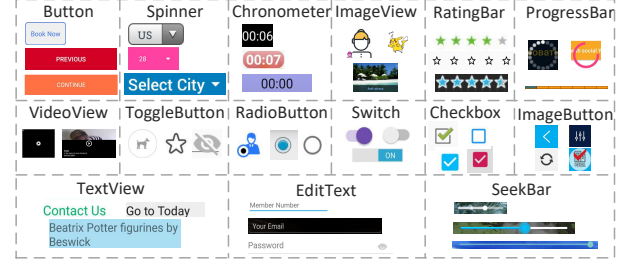 Button
Spinner
Chronometer
ImageView
RatingBar
ProgressBar
Book Now
PREVIOUS
CONTINUE
US
28
Select City
00:06
00:07
00:00
VideoView
ToggleButton
RadioButton
Switch
Checkbox
ImageButton
ON
TextView
EditText
SeekBar
Contact Us
Go to Today
Beatrix Potter figurines by
Beswick
Member Number
Your Email
Password